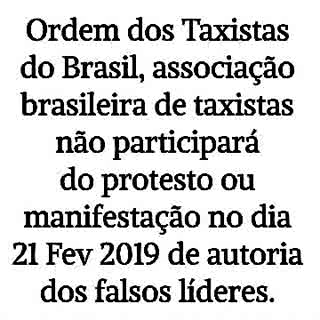 Ordem dos Taxistas
do Brasil, associação
brasileira de taxistas
não participará
do protesto ou
manifestação no dia
21 Fev 2019 de autoria
dos falsos líderes.